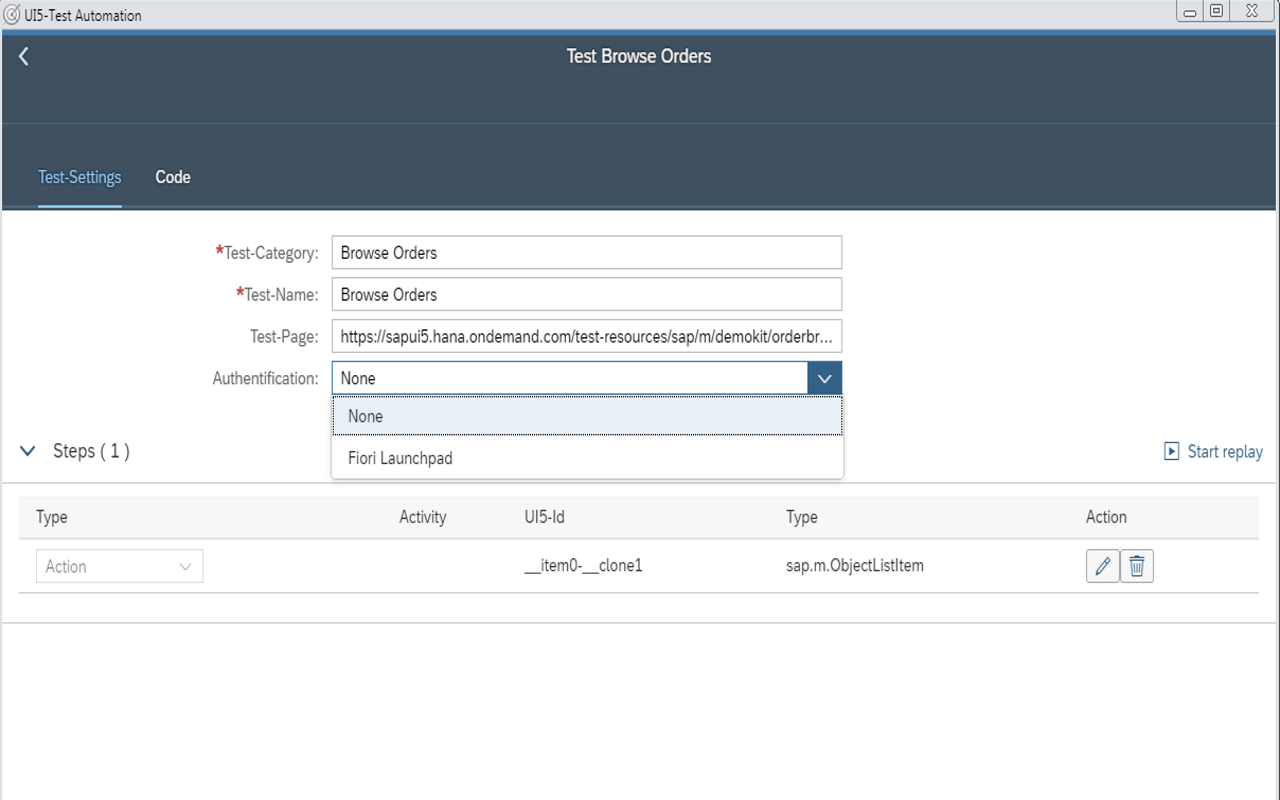 UI5-Test Automation
Test Browse Orders
Test-Settings Code
*Test-Category: Browse Orders
*Test-Name: Browse Orders
Test-Page: https://sapui5.hana.ondemand.com/test-resources/sap/m/demokit/orderbr...
Authentification: None
None
Fiori Launchpad
Steps ( 1 ) Start replay
Type Activity UI5-Id Type Action
Action __item0-__clone1 sap.m.ObjectListItem